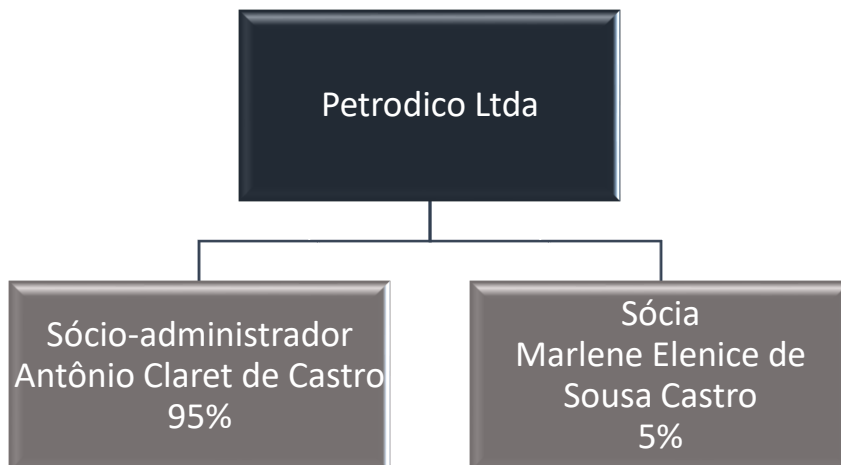 Petrodico Ltda
Sócio-administrador
Antônio Claret de Castro
95%
Sócia
Marlene Elenice de
Sousa Castro
5%